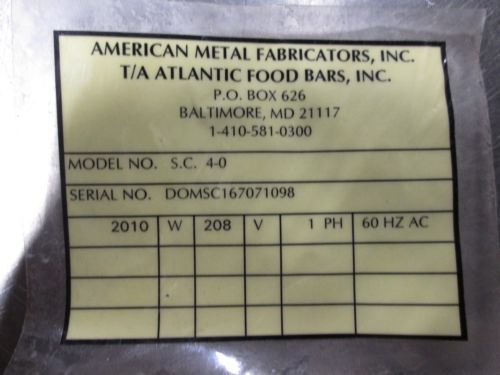 AMERICAN METAL FABRICATORS, INC.
T/A ATLANTIC FOOD BARS, INC.
P.O. BOX 626
BALTIMORE, MD 21117
1-410-581-0300
MODEL NO. S.C. 4-0
SERIAL NO. DOMSC167071098
2010 W 208 V 1 PH 60 HZ AC